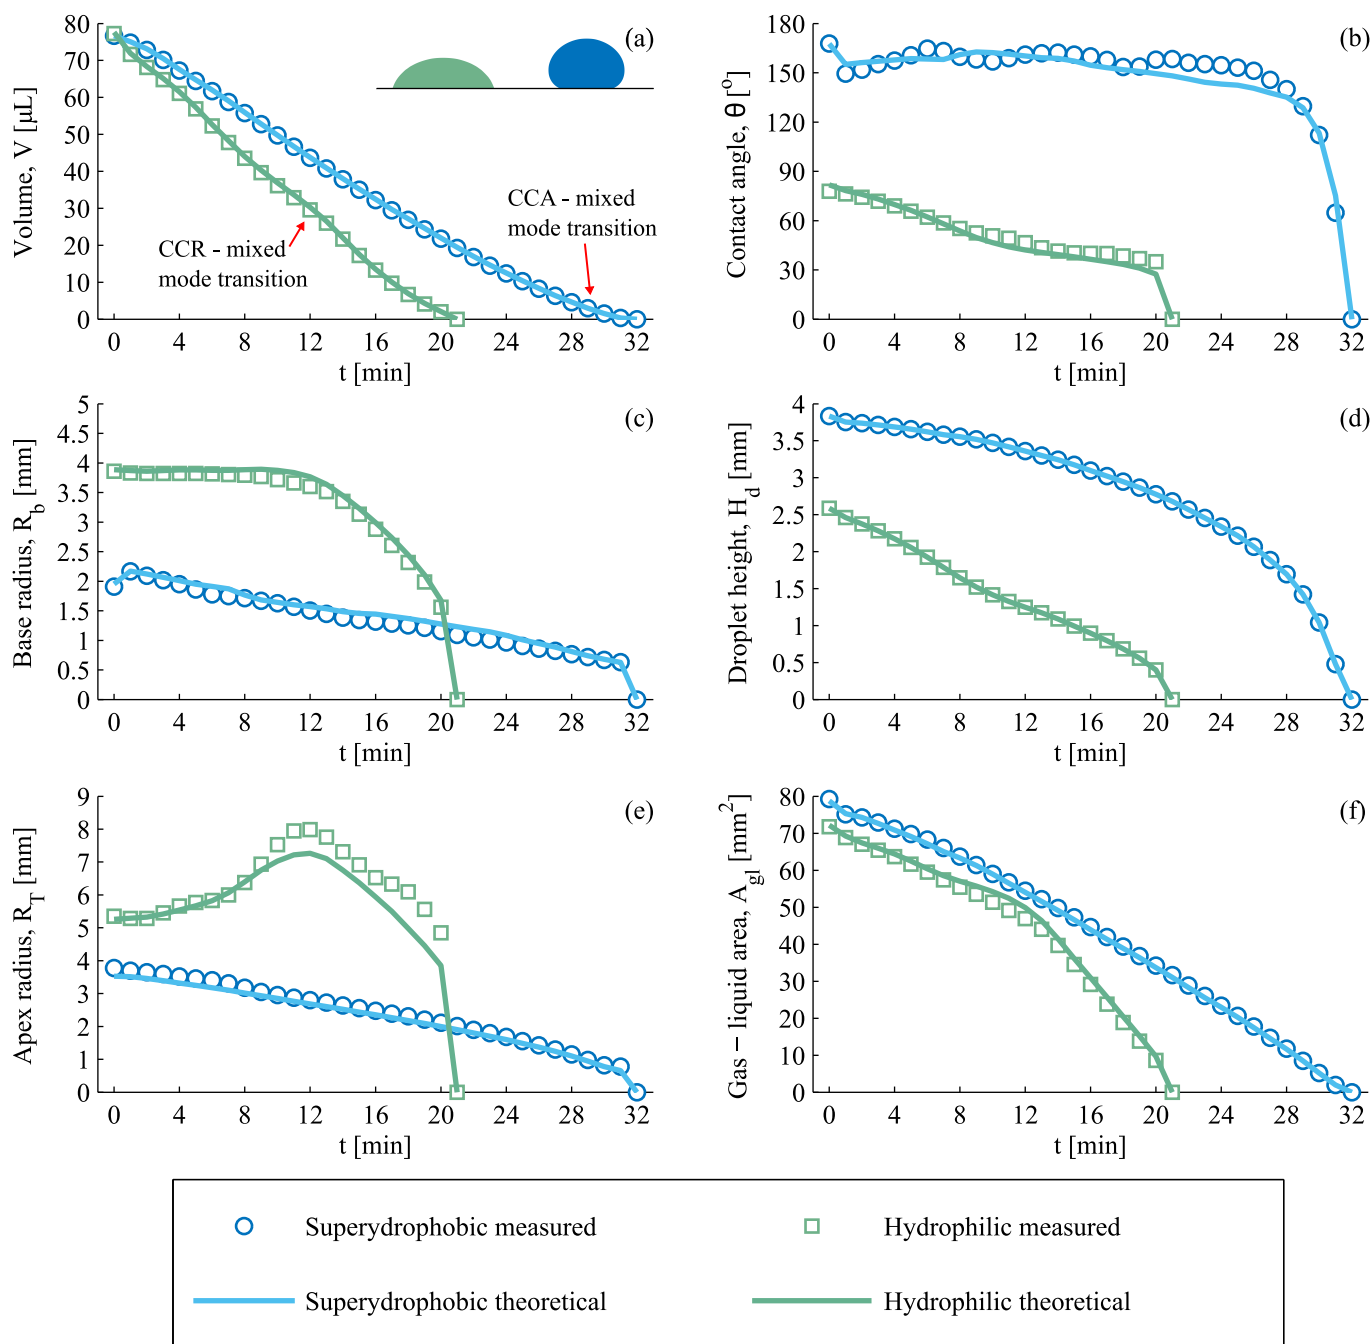 (a)
Volume, V [μL]
80
70
60
50
40
30
20
10
0
CCR - mixed
mode transition
CCA - mixed
mode transition
0 4 8 12 16 20 24 28 32
t [min]
(b)
Contact angle, θ [°]
180
150
120
90
60
30
0
0 4 8 12 16 20 24 28 32
t [min]
(c)
Base radius, R_b [mm]
5
4.5
4
3.5
3
2.5
2
1.5
1
0.5
0
0 4 8 12 16 20 24 28 32
t [min]
(d)
Droplet height, H_d [mm]
4
3.5
3
2.5
2
1.5
1
0.5
0
0 4 8 12 16 20 24 28 32
t [min]
(e)
Apex radius, R_T [mm]
9
8
7
6
5
4
3
2
1
0
0 4 8 12 16 20 24 28 32
t [min]
(f)
Gas – liquid area, A_gl [mm²]
80
70
60
50
40
30
20
10
0
0 4 8 12 16 20 24 28 32
t [min]
Superydrophobic measured
Hydrophilic measured
Superydrophobic theoretical
Hydrophilic theoretical